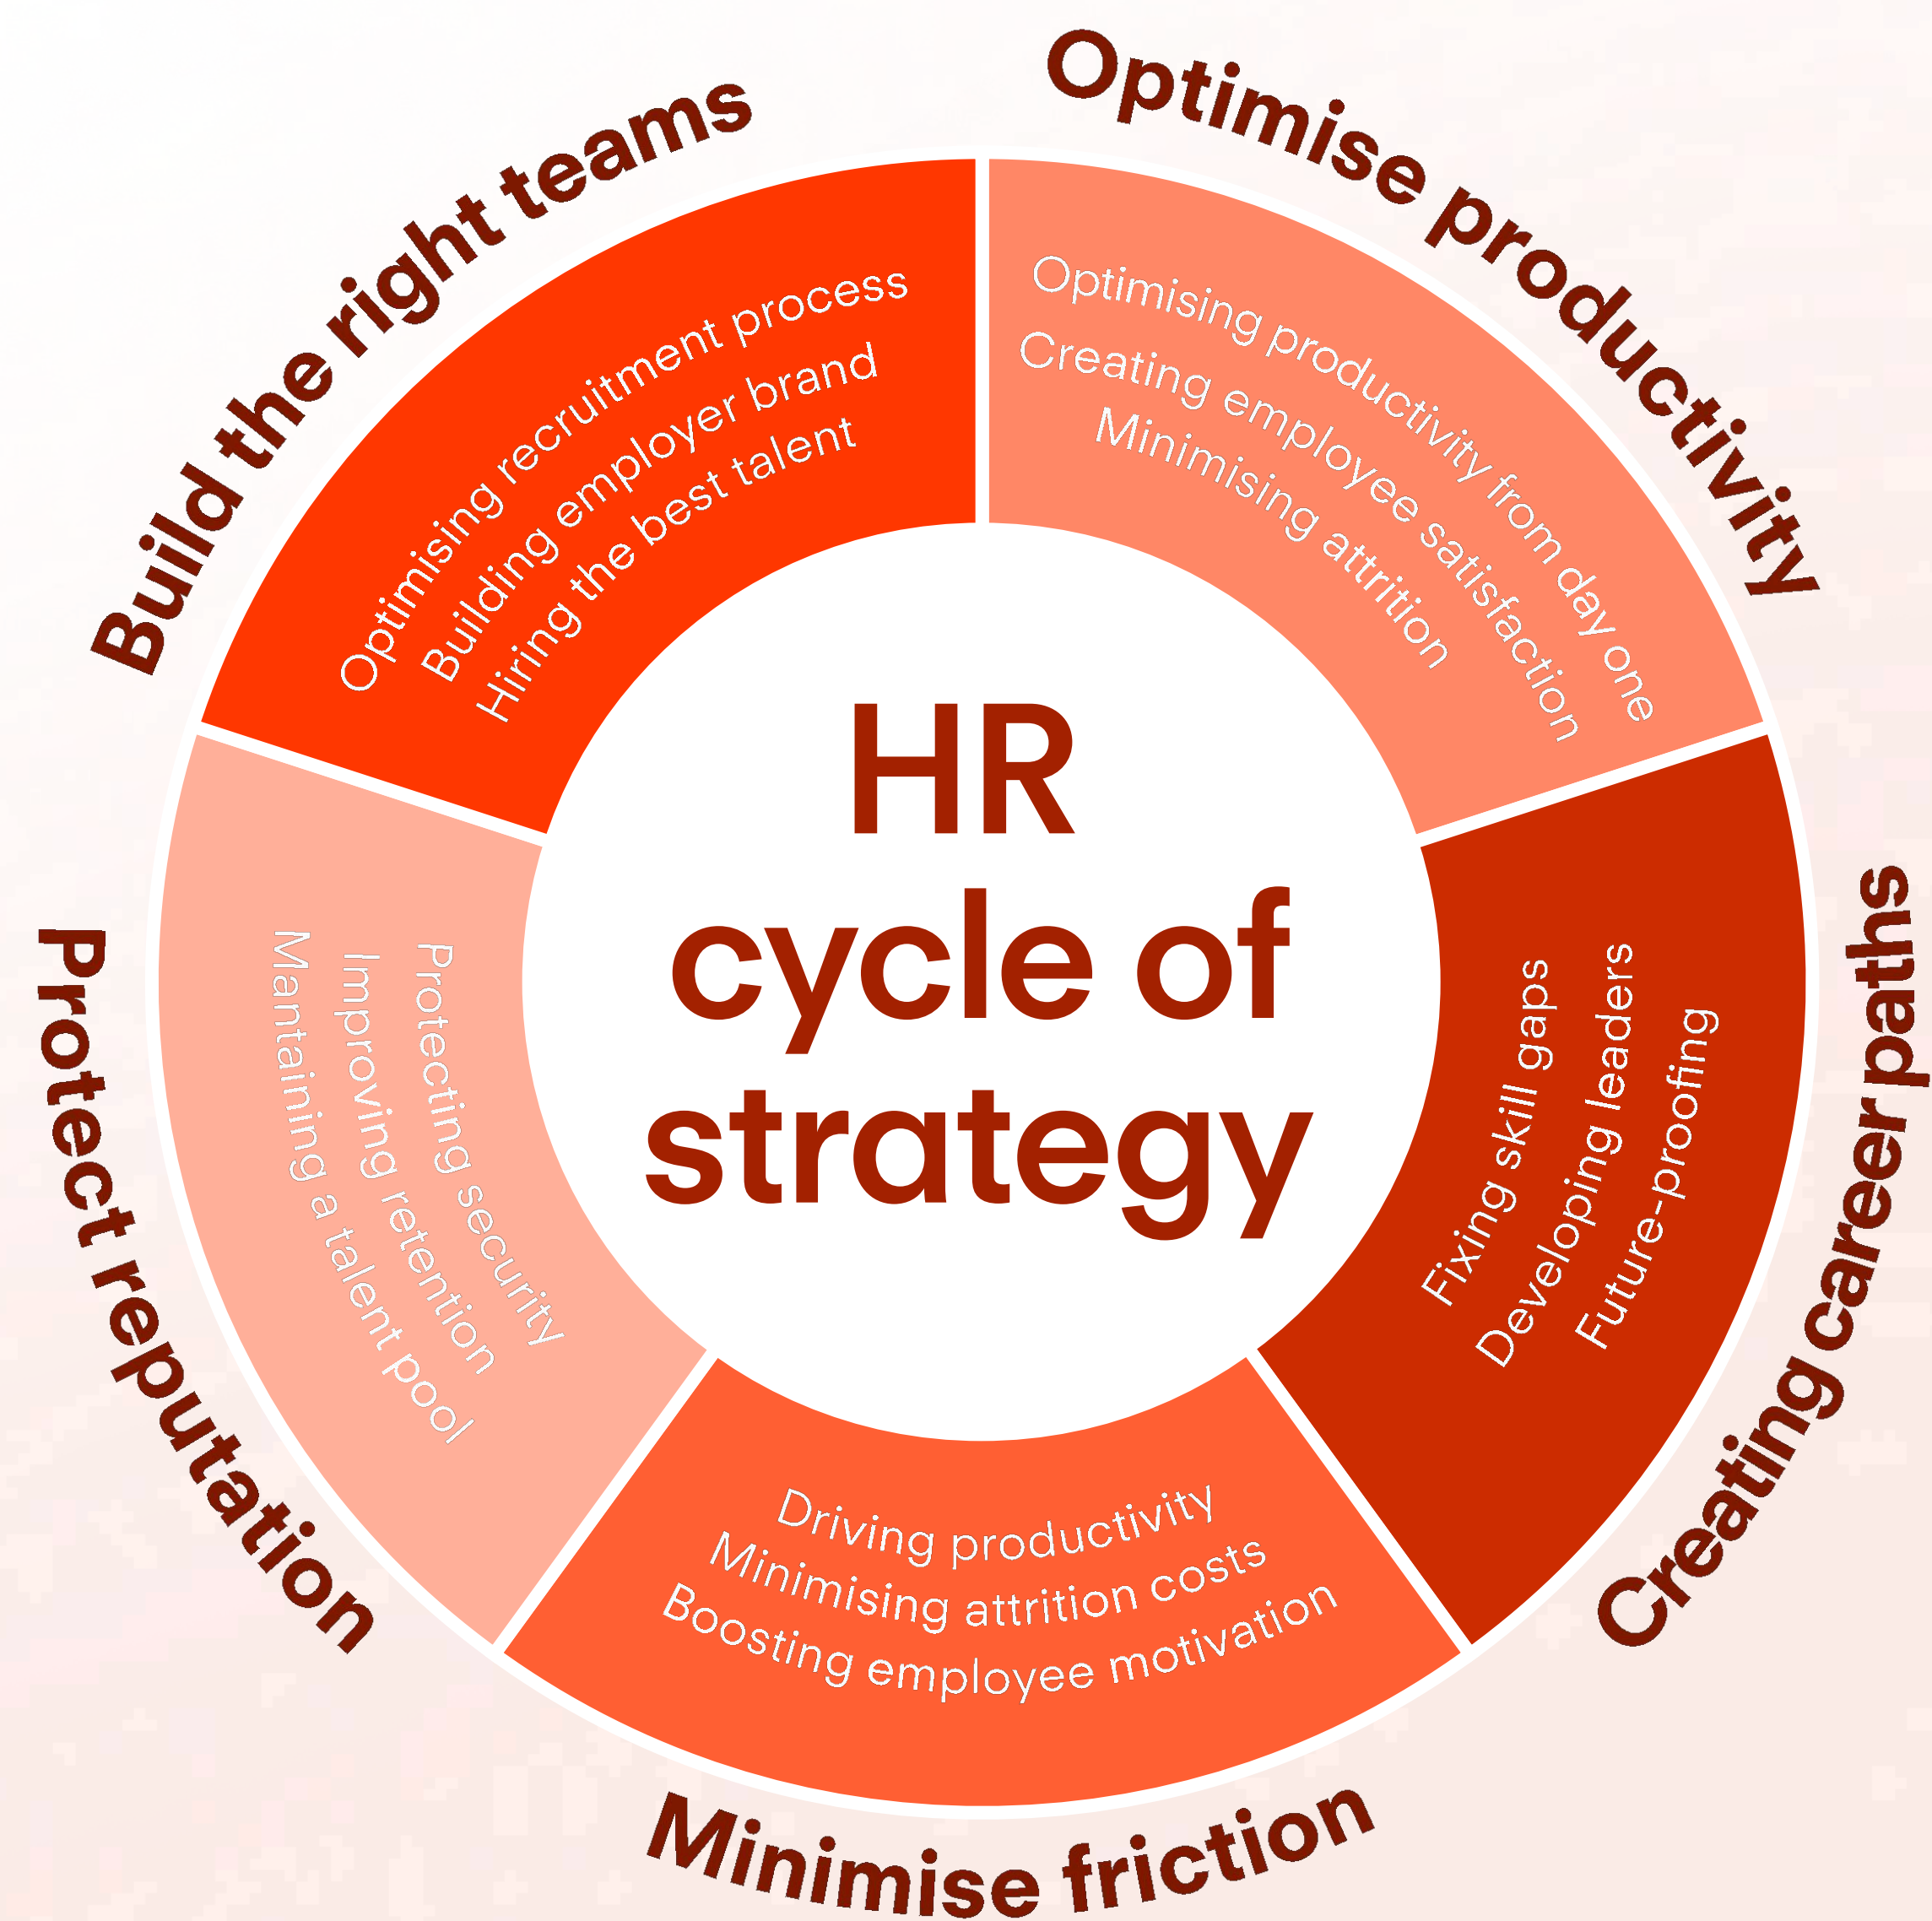 HR
cycle of
strategy
Build the right teams
Optimising recruitment process
Building employer brand
Hiring the best talent
Optimise productivity
Optimising productivity from day one
Creating employee satisfaction
Minimising attrition
Creating career paths
Fixing skill gaps
Developing leaders
Future-proofing
Minimise friction
Driving productivity
Minimising attrition costs
Boosting employee motivation
Protect reputation
Protecting security
Improving retention
Mantaining a talent pool